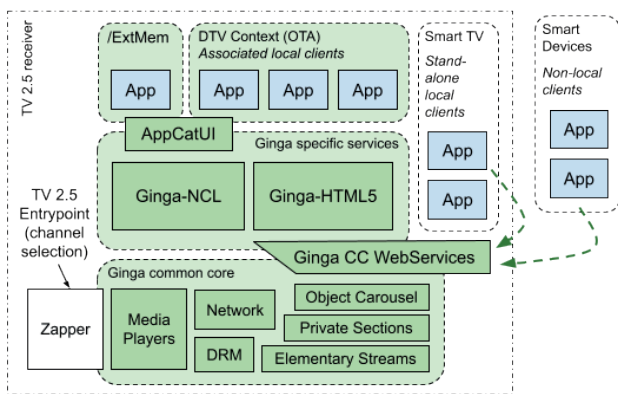 TV 2.5 receiver
/ExtMem
App
DTV Context (OTA)
Associated local clients
App
App
App
Smart TV
Stand-
alone
local
clients
App
App
Smart
Devices
Non-local
clients
App
App
AppCatUI
Ginga specific services
Ginga-NCL
Ginga-HTML5
TV 2.5
Entrypoint
(channel
selection)
Ginga CC WebServices
Ginga common core
Zapper
Media
Players
Network
DRM
Object Carousel
Private Sections
Elementary Streams